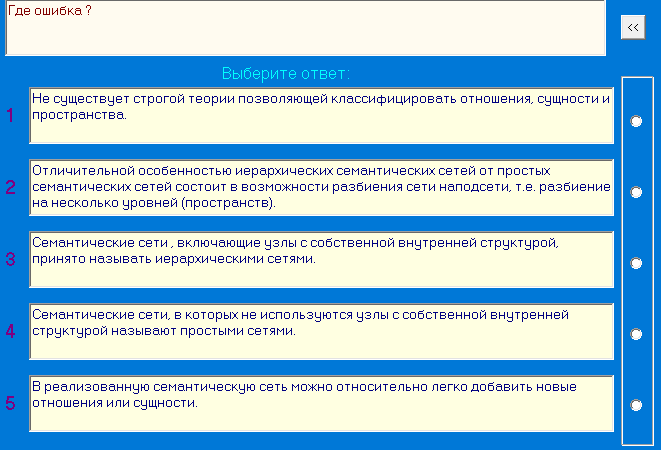 Где ошибка ?
<<
Выберите ответ:
1
Не существует строгой теории позволяющей классифицировать отношения, сущности и
пространства.
2
Отличительной особенностью иерархических семантических сетей от простых
семантических сетей состоит в возможности разбиения сети наподсети, т.е. разбиение
на несколько уровней (пространств).
3
Семантические сети , включающие узлы с собственной внутренней структурой,
принято называть иерархическими сетями.
4
Семантические сети, в которых не используются узлы с собственной внутренней
структурой называют простыми сетями.
5
В реализованную семантическую сеть можно относительно легко добавить новые
отношения или сущности.